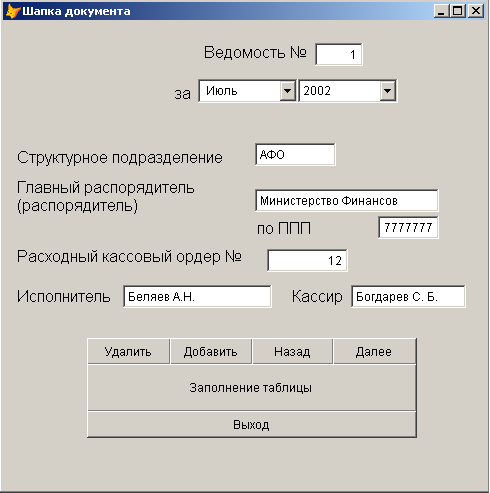 Шапка документа
Ведомость № 1
за Июль 2002
Структурное подразделение АФО
Главный распорядитель
(распорядитель) Министерство Финансов
по ППП 7777777
Расходный кассовый ордер № 12
Исполнитель Беляев А.Н. Кассир Богдарев С. Б.
Удалить Добавить Назад Далее
Заполнение таблицы
Выход